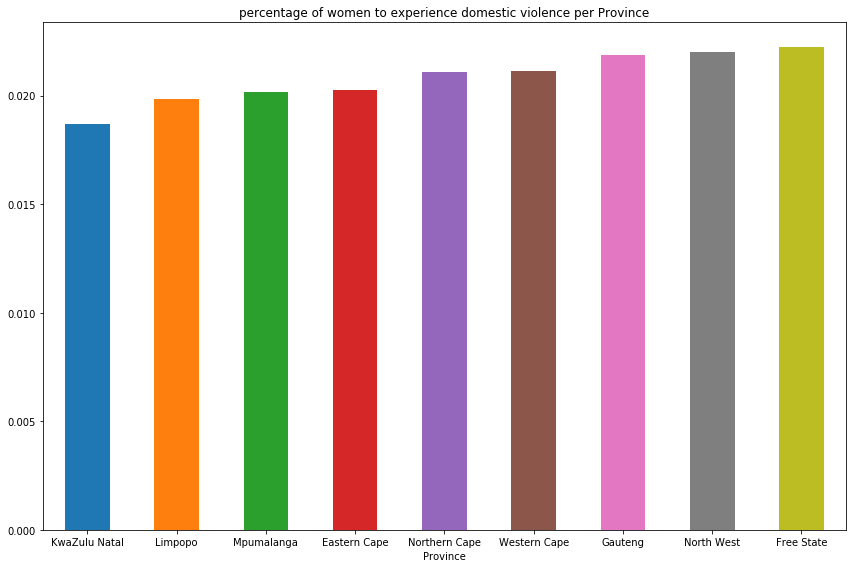 percentage of women to experience domestic violence per Province
0.020
0.015
0.010
0.005
0.000
KwaZulu Natal Limpopo Mpumalanga Eastern Cape Northern Cape Western Cape Gauteng North West Free State
Province